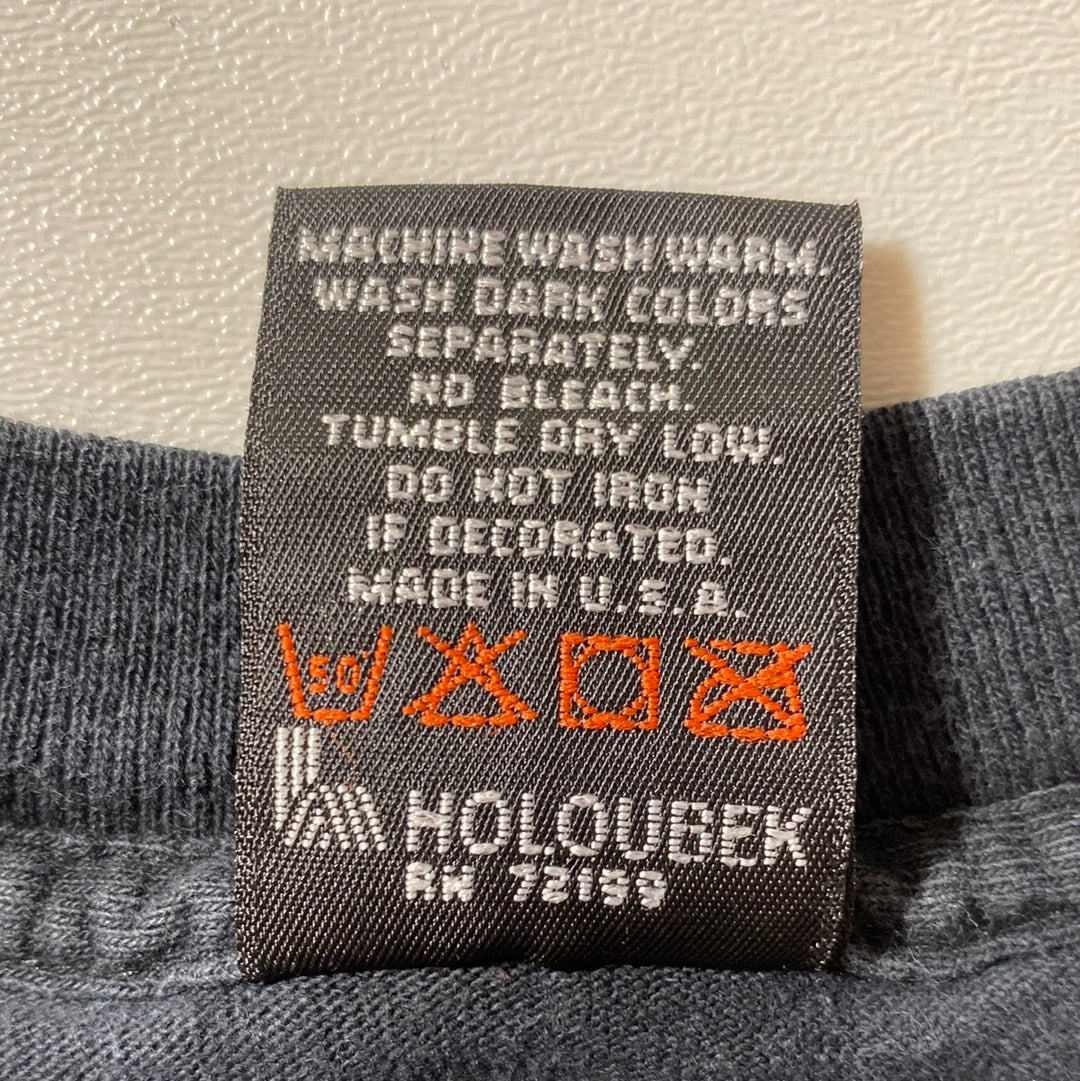 MACHINE WASH WARM.
WASH DARK COLORS
SEPARATELY.
NO BLEACH.
TUMBLE DRY LOW.
DO NOT IRON
IF DECORATED.
MADE IN U.S.A.
50°
HOLOUBEK
RN 72199